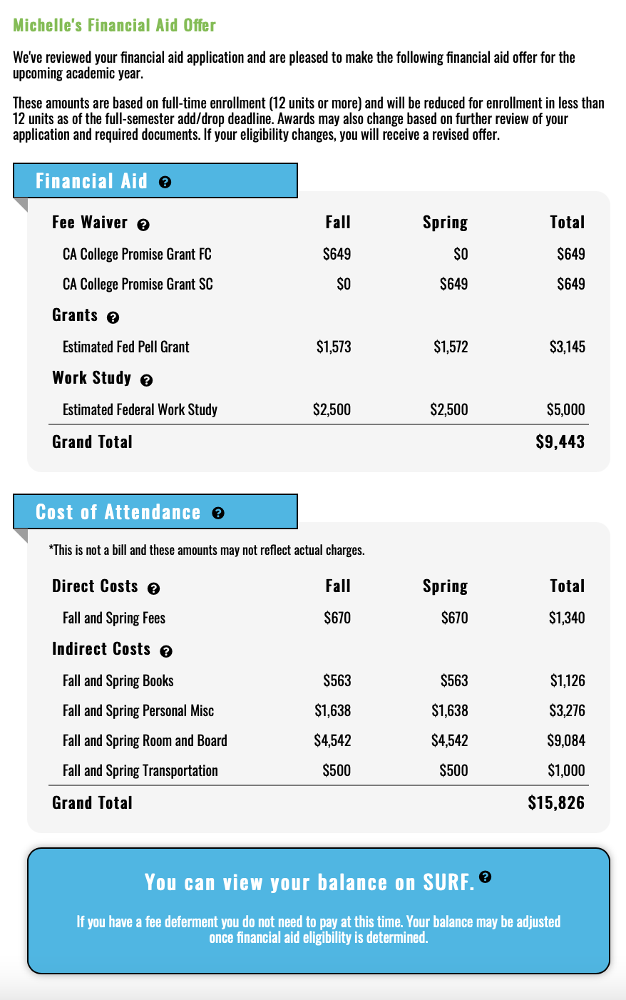 Michelle's Financial Aid Offer
We've reviewed your financial aid application and are pleased to make the following financial aid offer for the
upcoming academic year.
These amounts are based on full-time enrollment (12 units or more) and will be reduced for enrollment in less than
12 units as of the full-semester add/drop deadline. Awards may also change based on further review of your
application and required documents. If your eligibility changes, you will receive a revised offer.
Financial Aid ?
Fee Waiver ? Fall Spring Total
CA College Promise Grant FC $649 $0 $649
CA College Promise Grant SC $0 $649 $649
Grants ?
Estimated Fed Pell Grant $1,573 $1,572 $3,145
Work Study ?
Estimated Federal Work Study $2,500 $2,500 $5,000
Grand Total $9,443
Cost of Attendance ?
*This is not a bill and these amounts may not reflect actual charges.
Direct Costs ? Fall Spring Total
Fall and Spring Fees $670 $670 $1,340
Indirect Costs ?
Fall and Spring Books $563 $563 $1,126
Fall and Spring Personal Misc $1,638 $1,638 $3,276
Fall and Spring Room and Board $4,542 $4,542 $9,084
Fall and Spring Transportation $500 $500 $1,000
Grand Total $15,826
You can view your balance on SURF. ?
If you have a fee deferment you do not need to pay at this time. Your balance may be adjusted
once financial aid eligibility is determined.